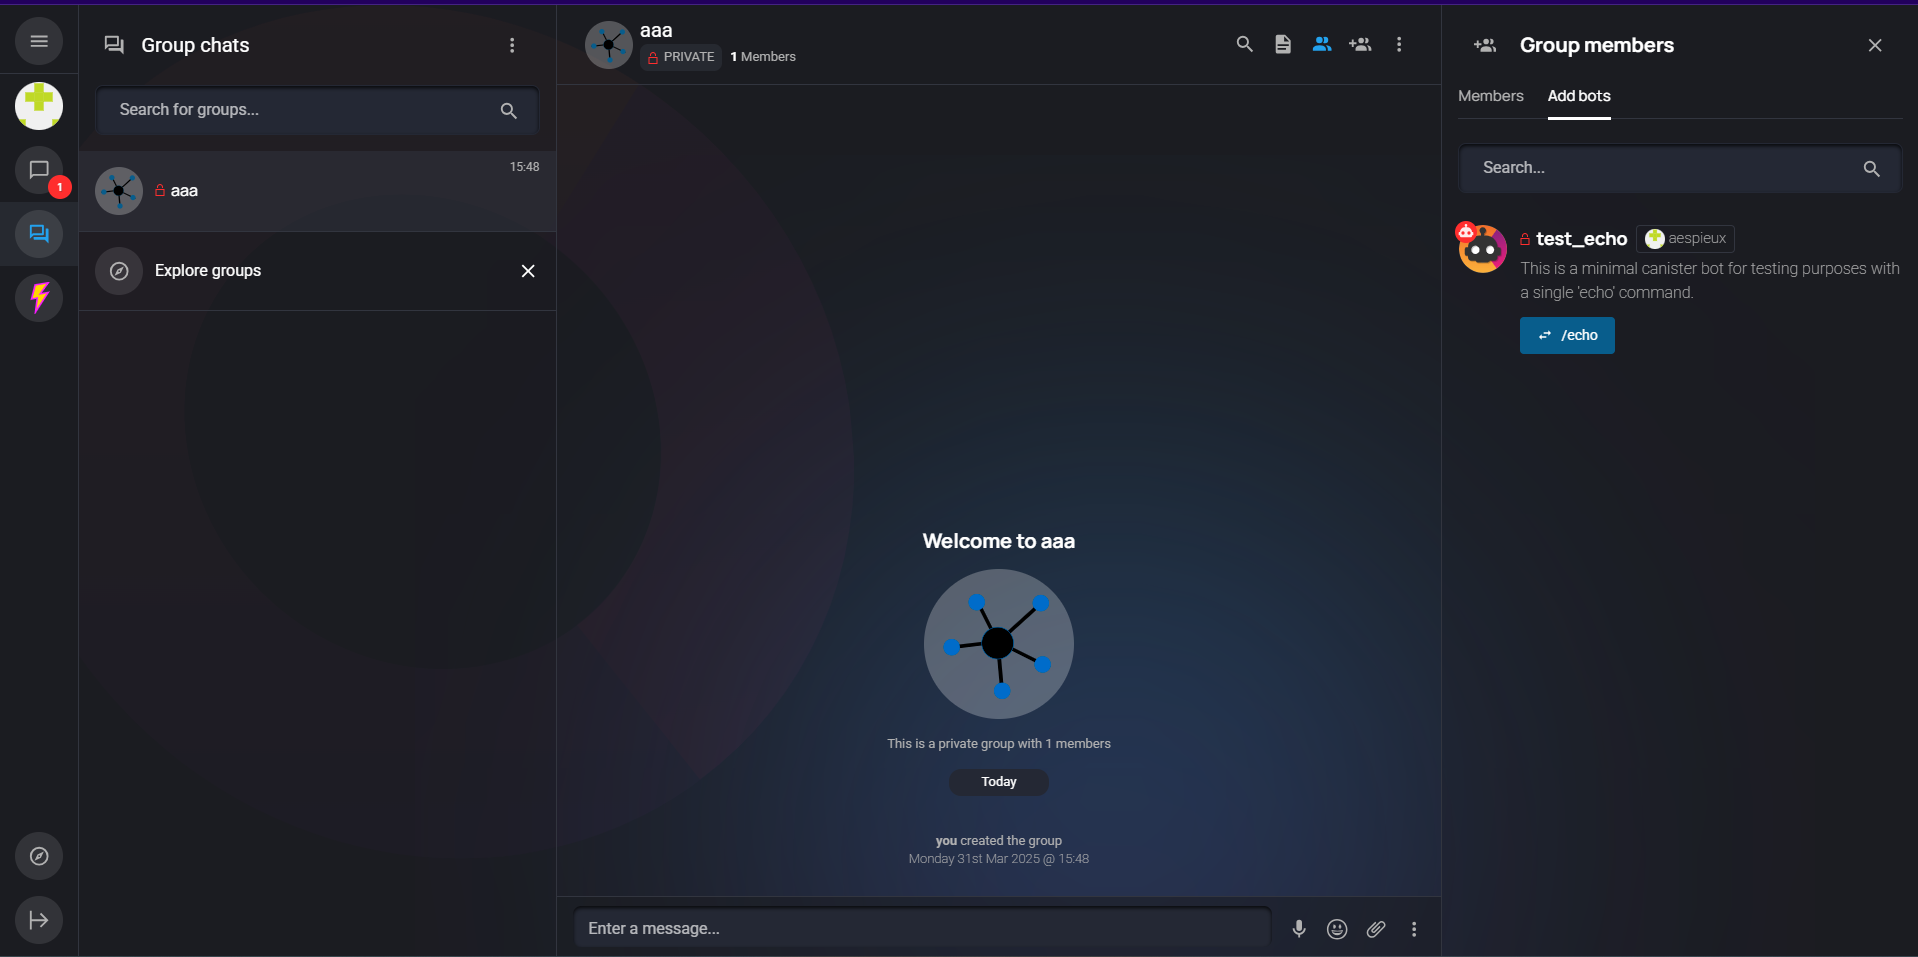 1
Group chats
Search for groups...
15:48
aaa
Explore groups
aaa
PRIVATE
1 Members
Welcome to aaa
This is a private group with 1 members
Today
you created the group
Monday 31st Mar 2025 @ 15:48
Enter a message...
Group members
Members
Add bots
Search...
test_echo
aespieux
This is a minimal canister bot for testing purposes with
a single 'echo' command.
/echo